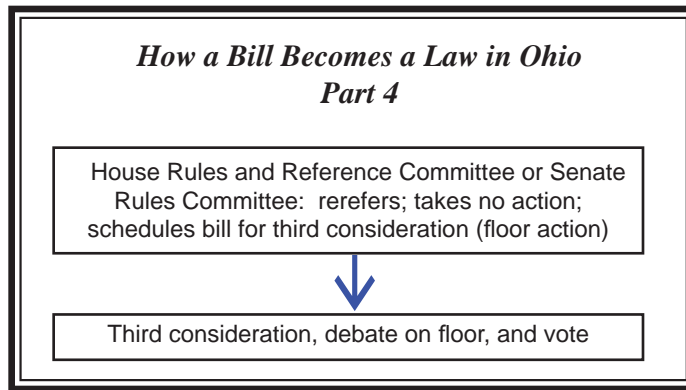 How a Bill Becomes a Law in Ohio
Part 4
House Rules and Reference Committee or Senate
Rules Committee: rerefers; takes no action;
schedules bill for third consideration (floor action)
Third consideration, debate on floor, and vote